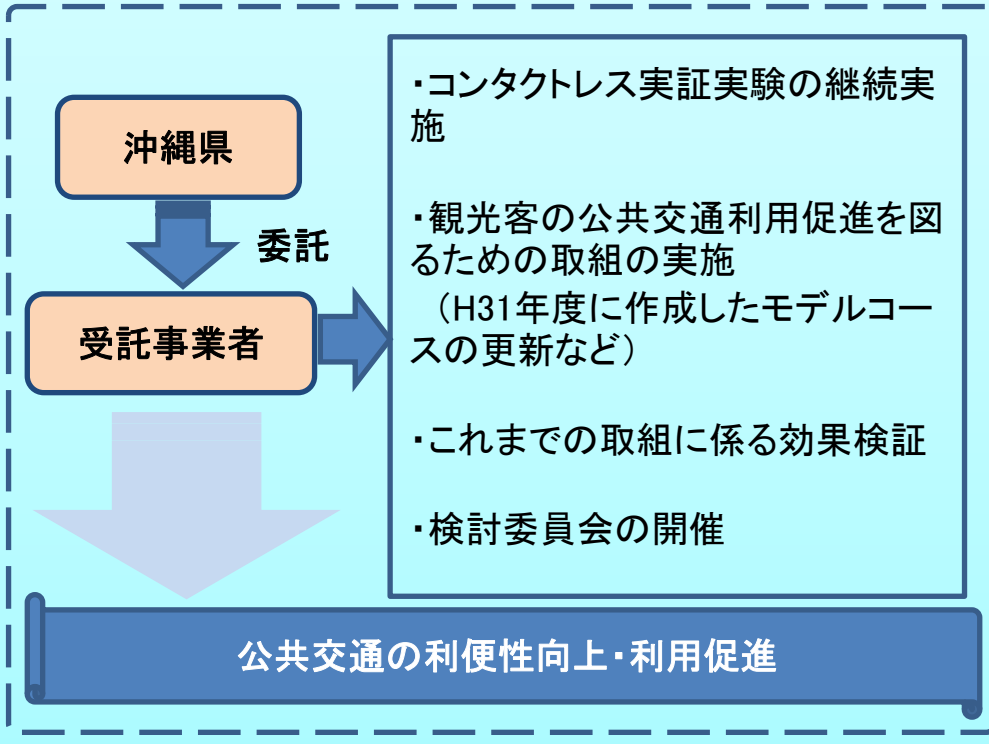 沖縄県
委託
受託事業者
・コンタクトレス実証実験の継続実
施
・観光客の公共交通利用促進を図
るための取組の実施
（H31年度に作成したモデルコー
スの更新など）
・これまでの取組に係る効果検証
・検討委員会の開催
公共交通の利便性向上・利用促進